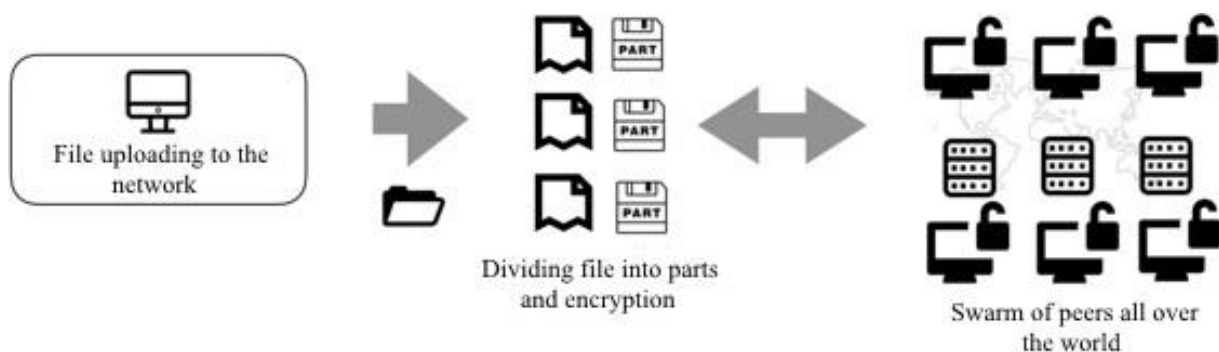 File uploading to the
network
PART
PART
PART
Dividing file into parts
and encryption
Swarm of peers all over
the world